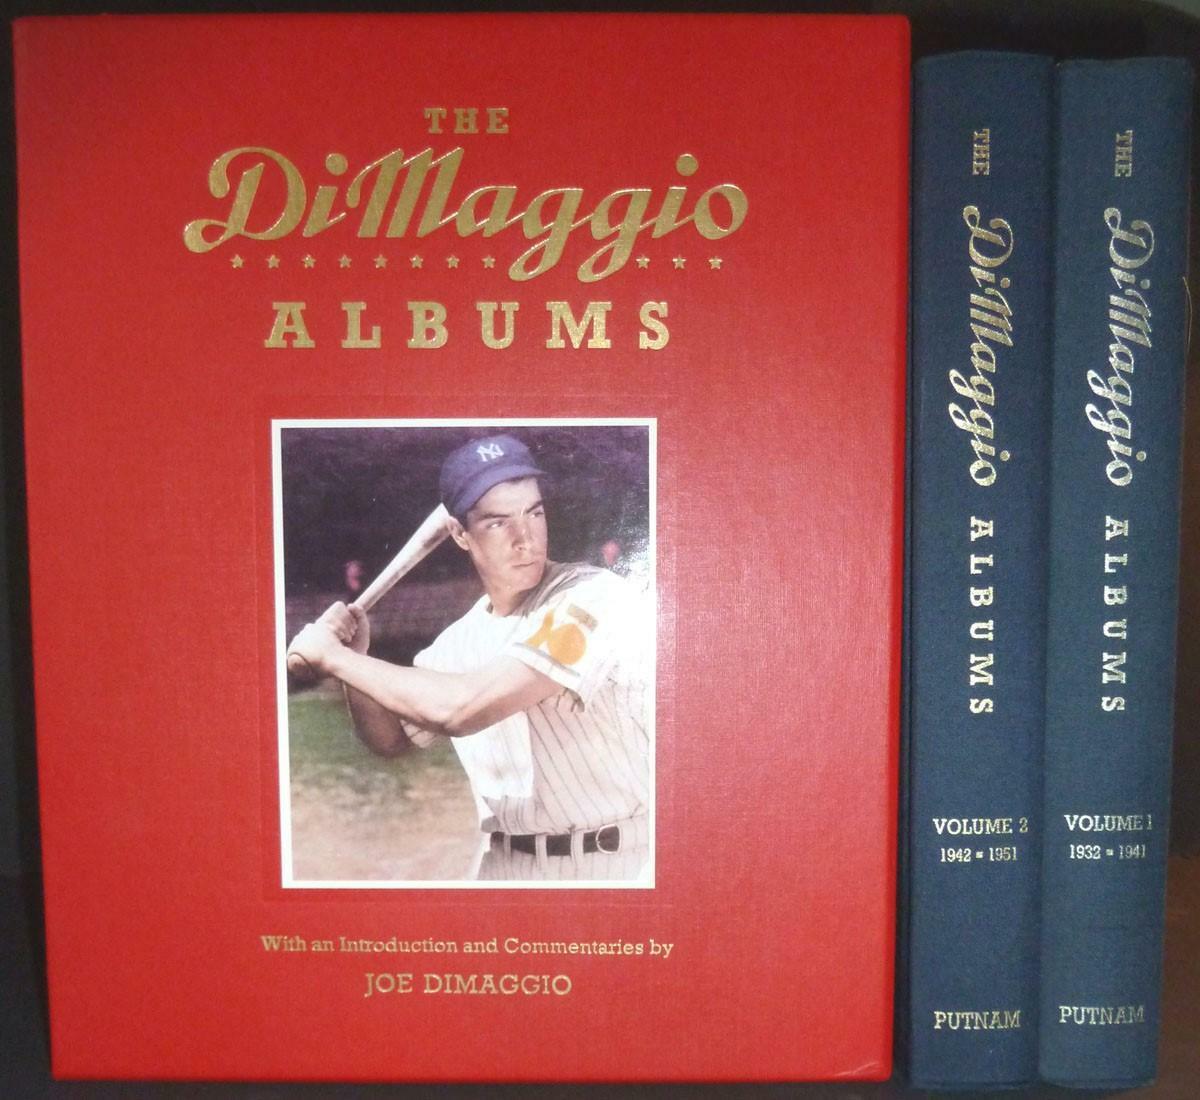 THE
DiMaggio
ALBUMS
NY
With an Introduction and Commentaries by
JOE DIMAGGIO
THE DiMaggio ALBUMS
VOLUME 2
1942 - 1951
PUTNAM
THE DiMaggio ALBUMS
VOLUME 1
1932 - 1941
PUTNAM